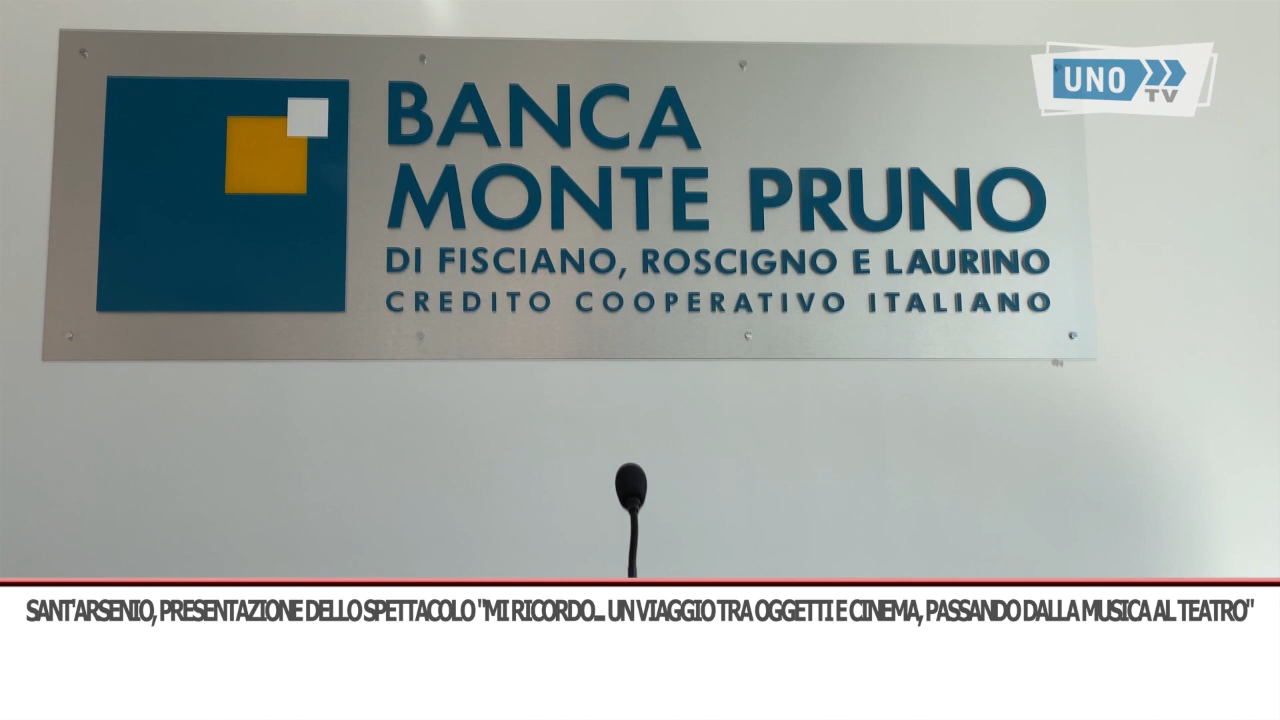 UNO
TV
BANCA
MONTE PRUNO
DI FISCIANO, ROSCIGNO E LAURINO
CREDITO COOPERATIVO ITALIANO
SANT'ARSENIO, PRESENTAZIONE DELLO SPETTACOLO "MI RICORDO... UN VIAGGIO TRA OGGETTI E CINEMA, PASSANDO DALLA MUSICA AL TEATRO"